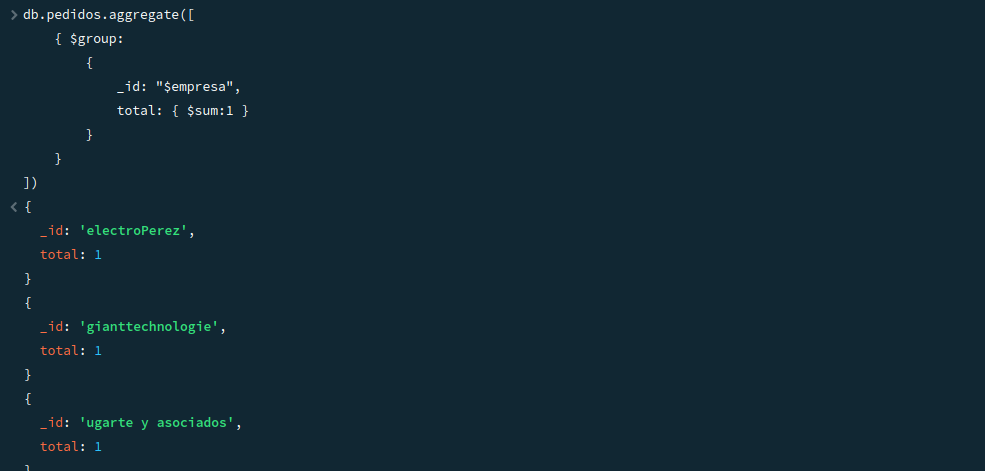 > db.pedidos.aggregate([
{ $group:
{
_id: "$empresa",
total: { $sum:1 }
}
}
])
< {
_id: 'electroPerez',
total: 1
}
{
_id: 'gianttechnologie',
total: 1
}
{
_id: 'ugarte y asociados',
total: 1
}